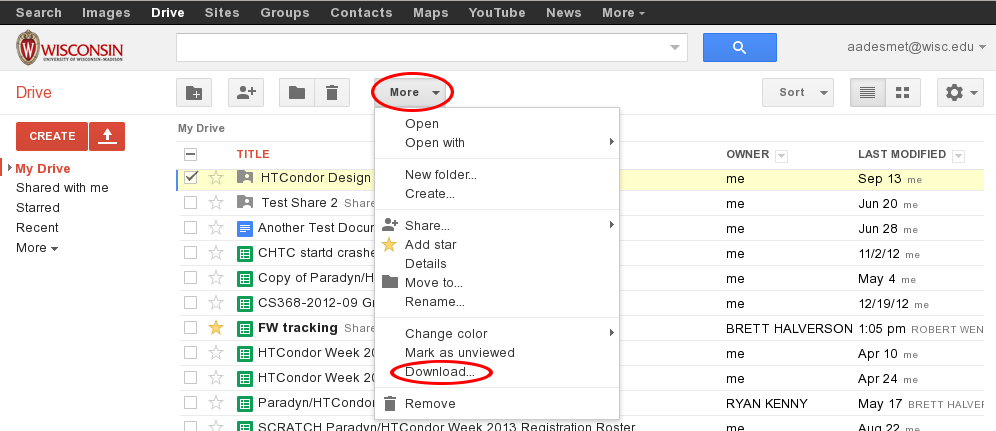 Search Images Drive Sites Groups Contacts Maps YouTube News More
WISCONSIN
UNIVERSITY OF WISCONSIN-MADISON
aadesmet@wisc.edu
Drive
More
Sort
CREATE
My Drive
Shared with me
Starred
Recent
More
My Drive
TITLE OWNER LAST MODIFIED
HTCondor Design me Sep 13 me
Test Share 2 Share me Jun 20 me
Another Test Docum me Jun 28 me
CHTC startd crashe me 11/2/12 me
Copy of Paradyn/H me May 4 me
CS368-2012-09 Gr me 12/19/12 me
FW tracking Share BRETT HALVERSON 1:05 pm ROBERT WEN
HTCondor Week 20 me Apr 10 me
HTCondor Week 20 me Apr 24 me
Paradyn/HTCondor RYAN KENNY May 17 BRETT HALVER
SCRATCH Paradyn/HTCondor Week 2013 Registration Roster me Aug 22 me
Open
Open with
New folder...
Create...
Share...
Add star
Details
Move to...
Rename...
Change color
Mark as unviewed
Download...
Remove